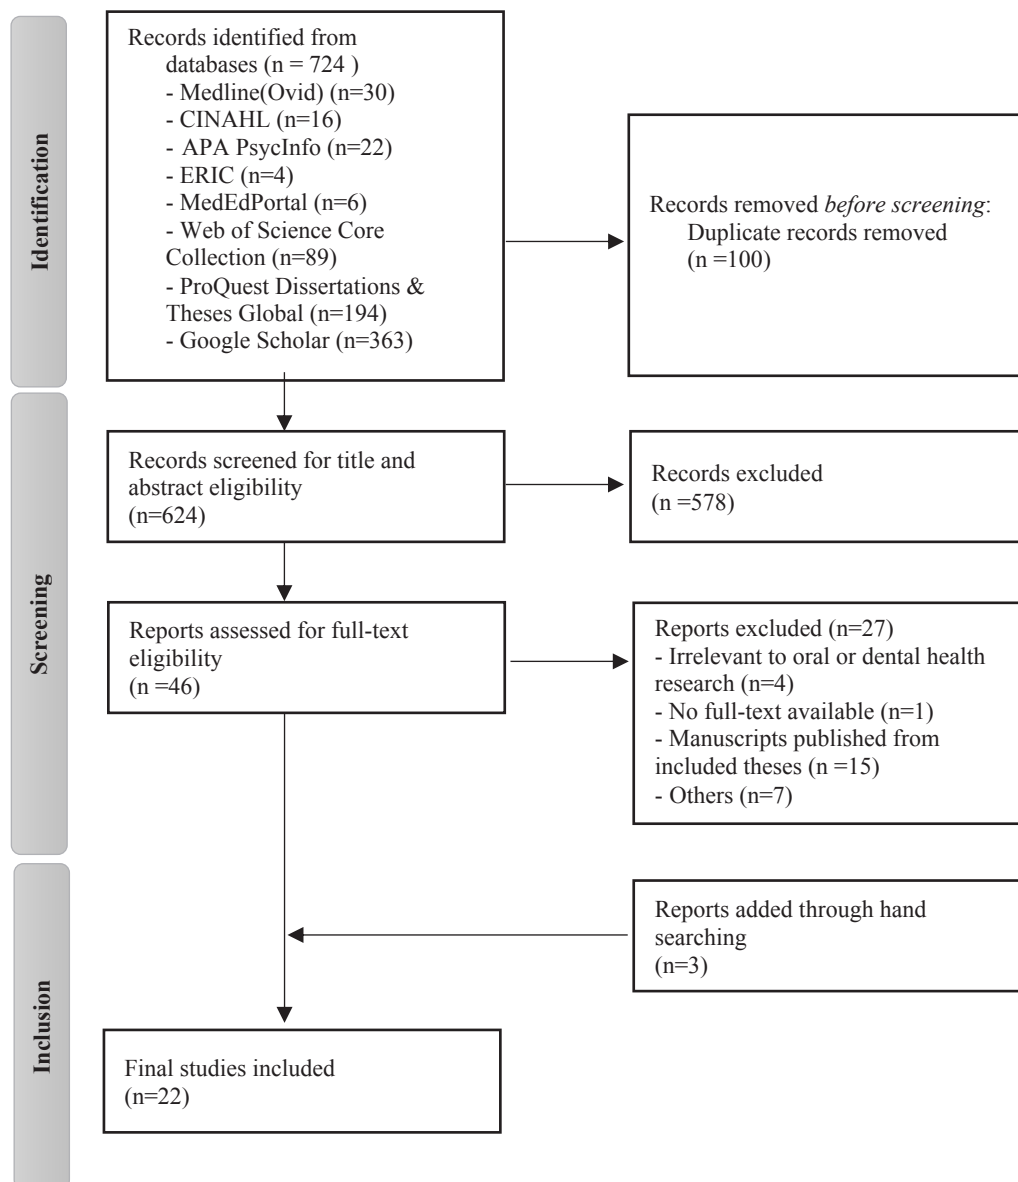 Identification
Records identified from
databases (n = 724 )
- Medline(Ovid) (n=30)
- CINAHL (n=16)
- APA PsycInfo (n=22)
- ERIC (n=4)
- MedEdPortal (n=6)
- Web of Science Core
Collection (n=89)
- ProQuest Dissertations &
Theses Global (n=194)
- Google Scholar (n=363)
Records removed before screening:
Duplicate records removed
(n =100)
Screening
Records screened for title and
abstract eligibility
(n=624)
Records excluded
(n =578)
Reports assessed for full-text
eligibility
(n =46)
Reports excluded (n=27)
- Irrelevant to oral or dental health
research (n=4)
- No full-text available (n=1)
- Manuscripts published from
included theses (n =15)
- Others (n=7)
Inclusion
Reports added through hand
searching
(n=3)
Final studies included
(n=22)